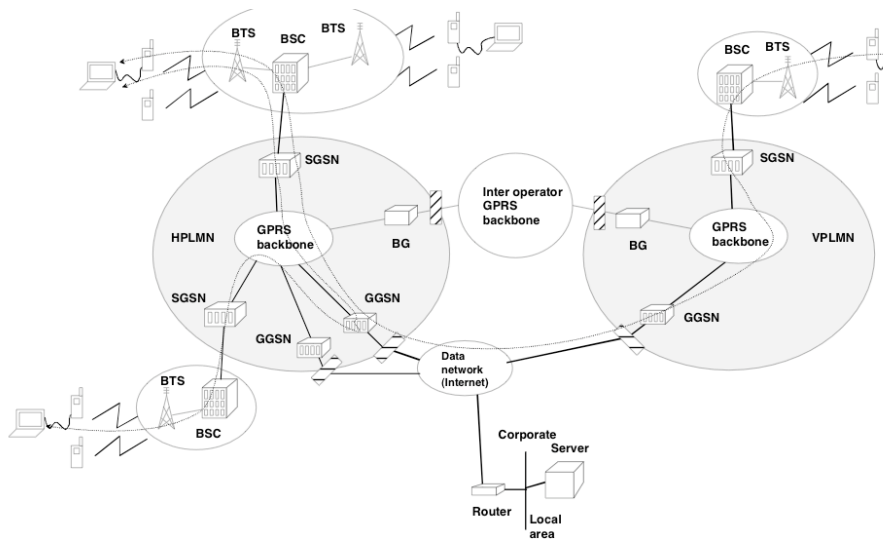 BTS
BTS
BSC
BSC
BTS
SGSN
SGSN
Inter operator
GPRS
backbone
HPLMN
GPRS
backbone
BG
BG
GPRS
backbone
VPLMN
SGSN
GGSN
GGSN
GGSN
Data
network
(Internet)
BTS
BSC
Corporate
Server
Router
Local
area